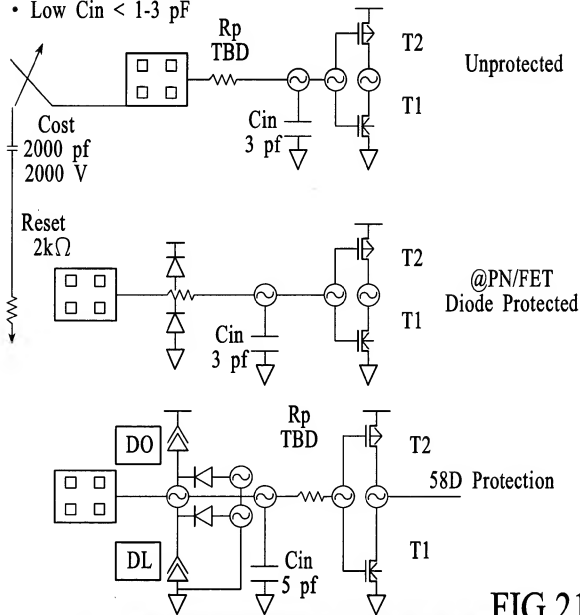 • Low Cin < 1-3 pF
Rp
TBD
T2
Unprotected
T1
Cin
3 pf
Cost
2000 pf
2000 V
Reset
2kΩ
T2
@PN/FET
Diode Protected
T1
Cin
3 pf
Rp
TBD
DO
T2
58D Protection
DL
T1
Cin
5 pf
FIG.21